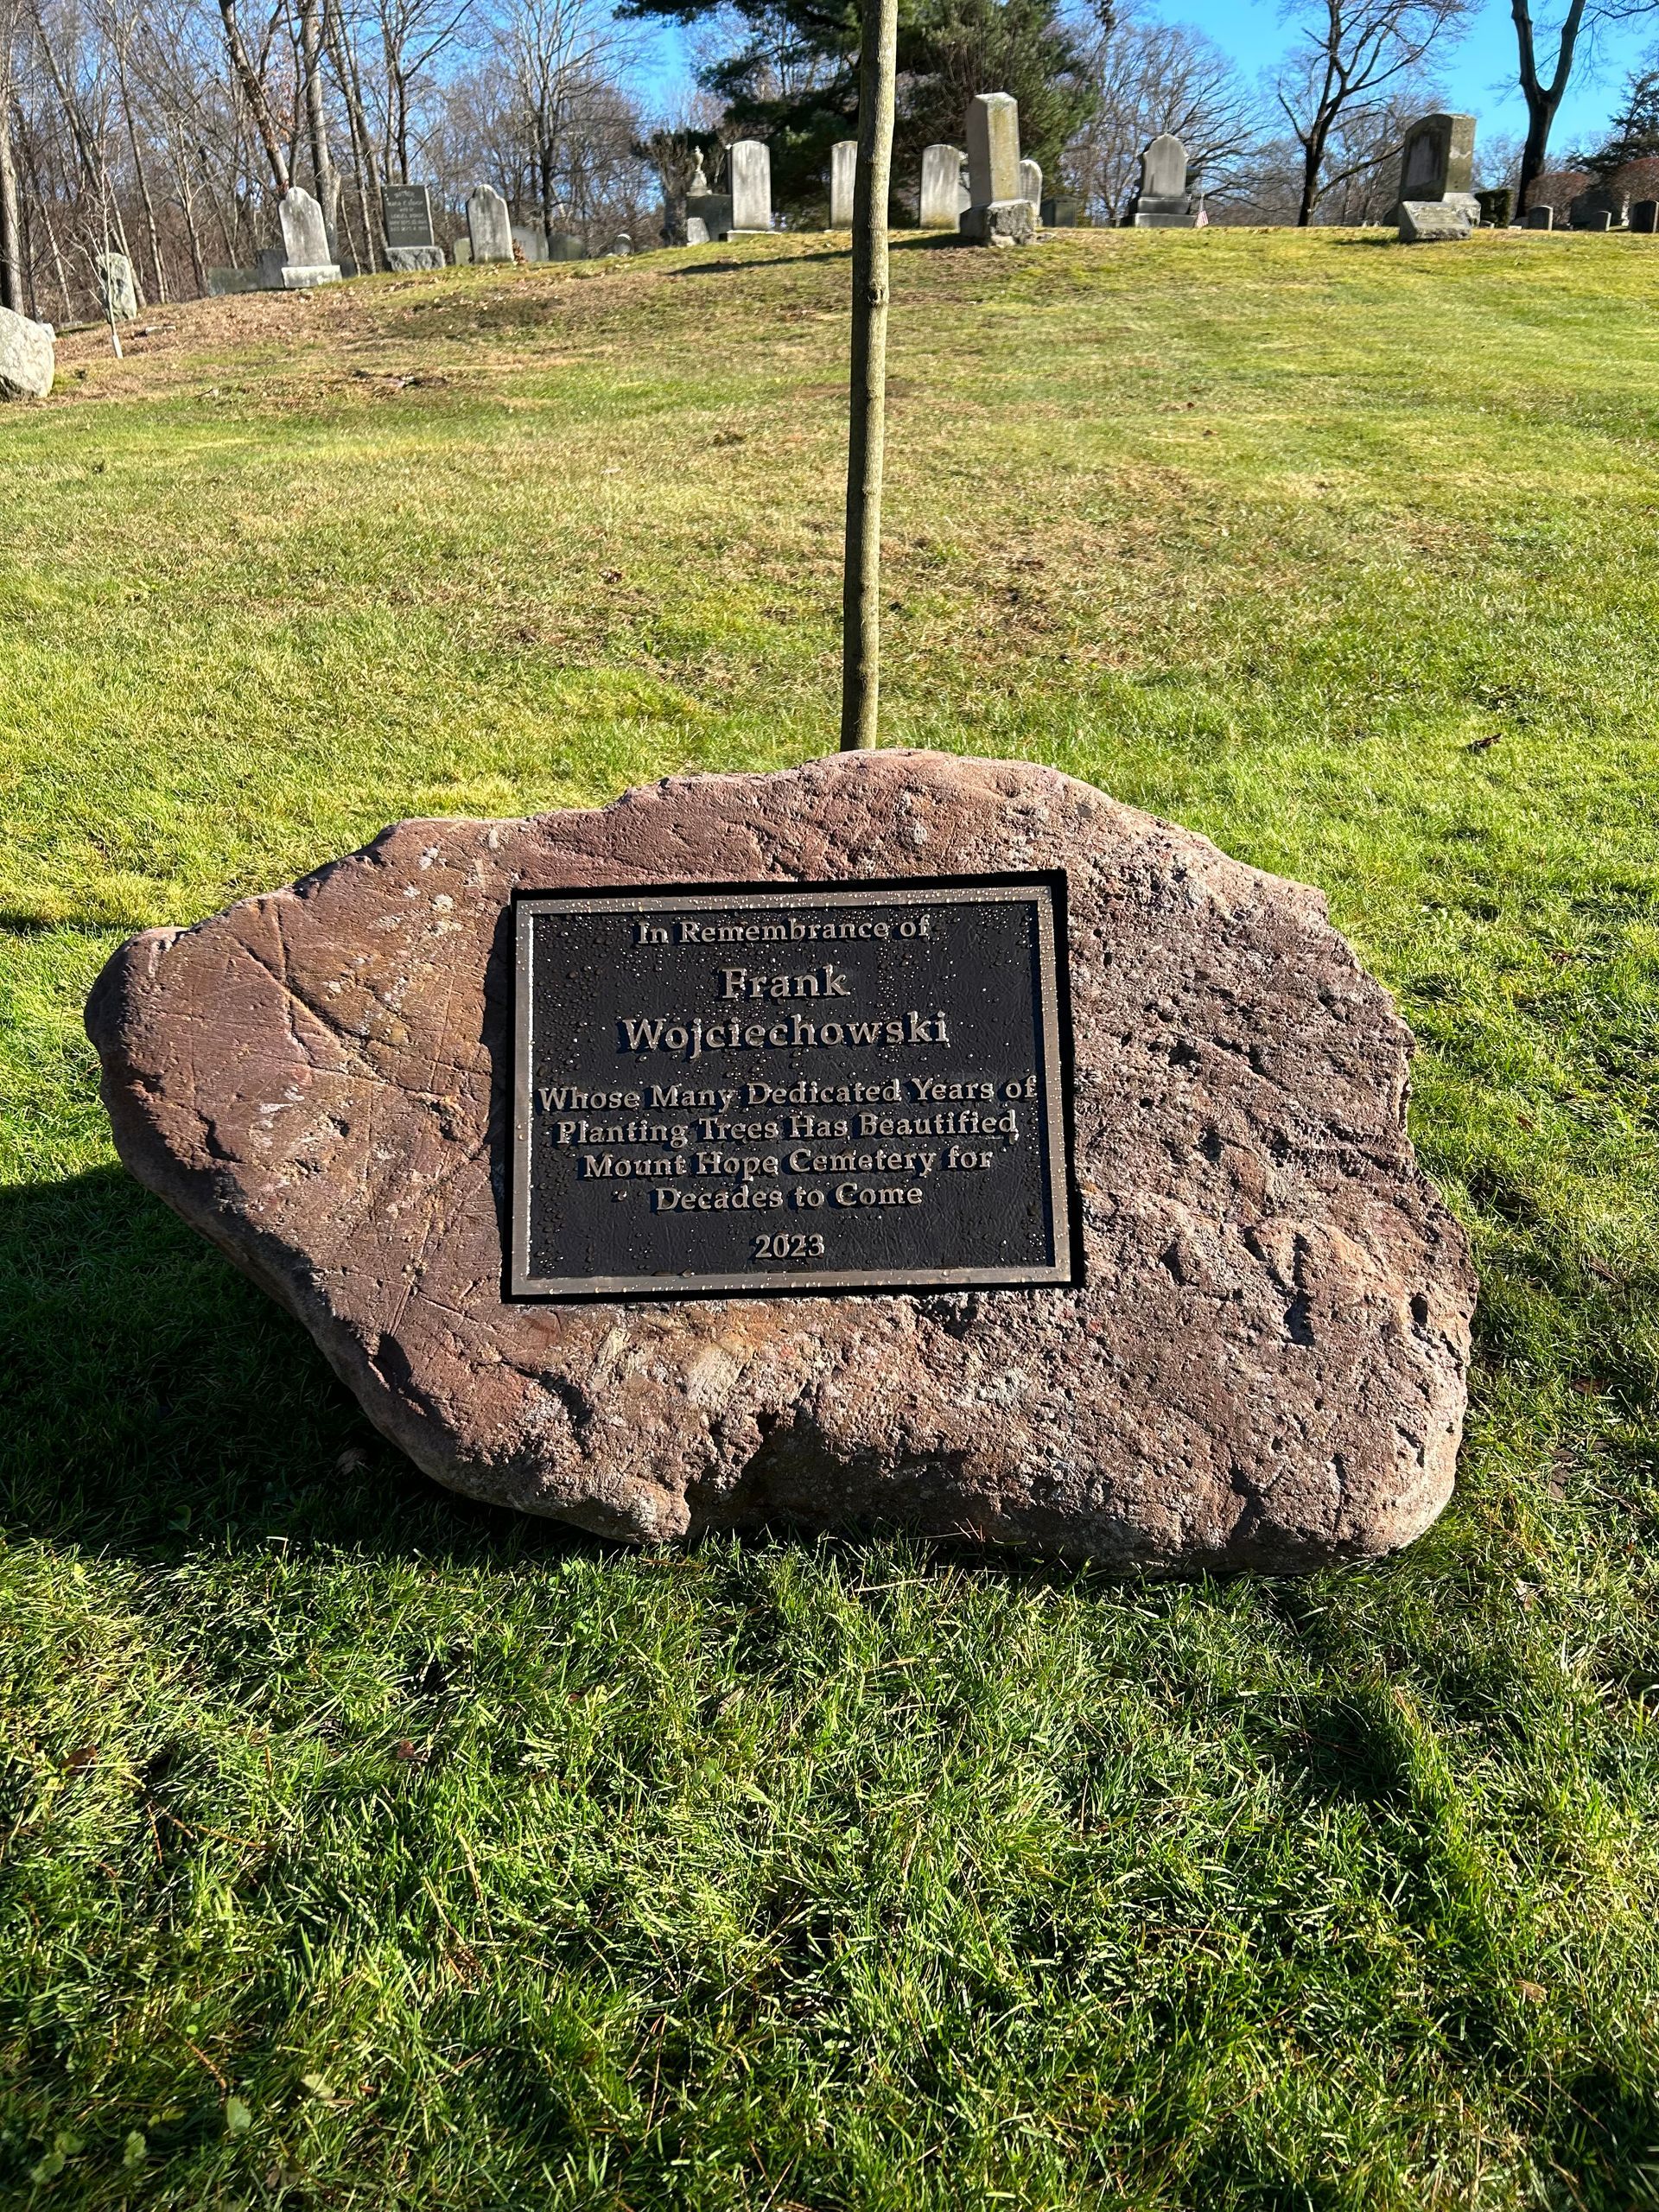 In Remembrance of
Frank
Wojciechowski
Whose Many Dedicated Years of
Planting Trees Has Beautified
Mount Hope Cemetery for
Decades to Come
2023